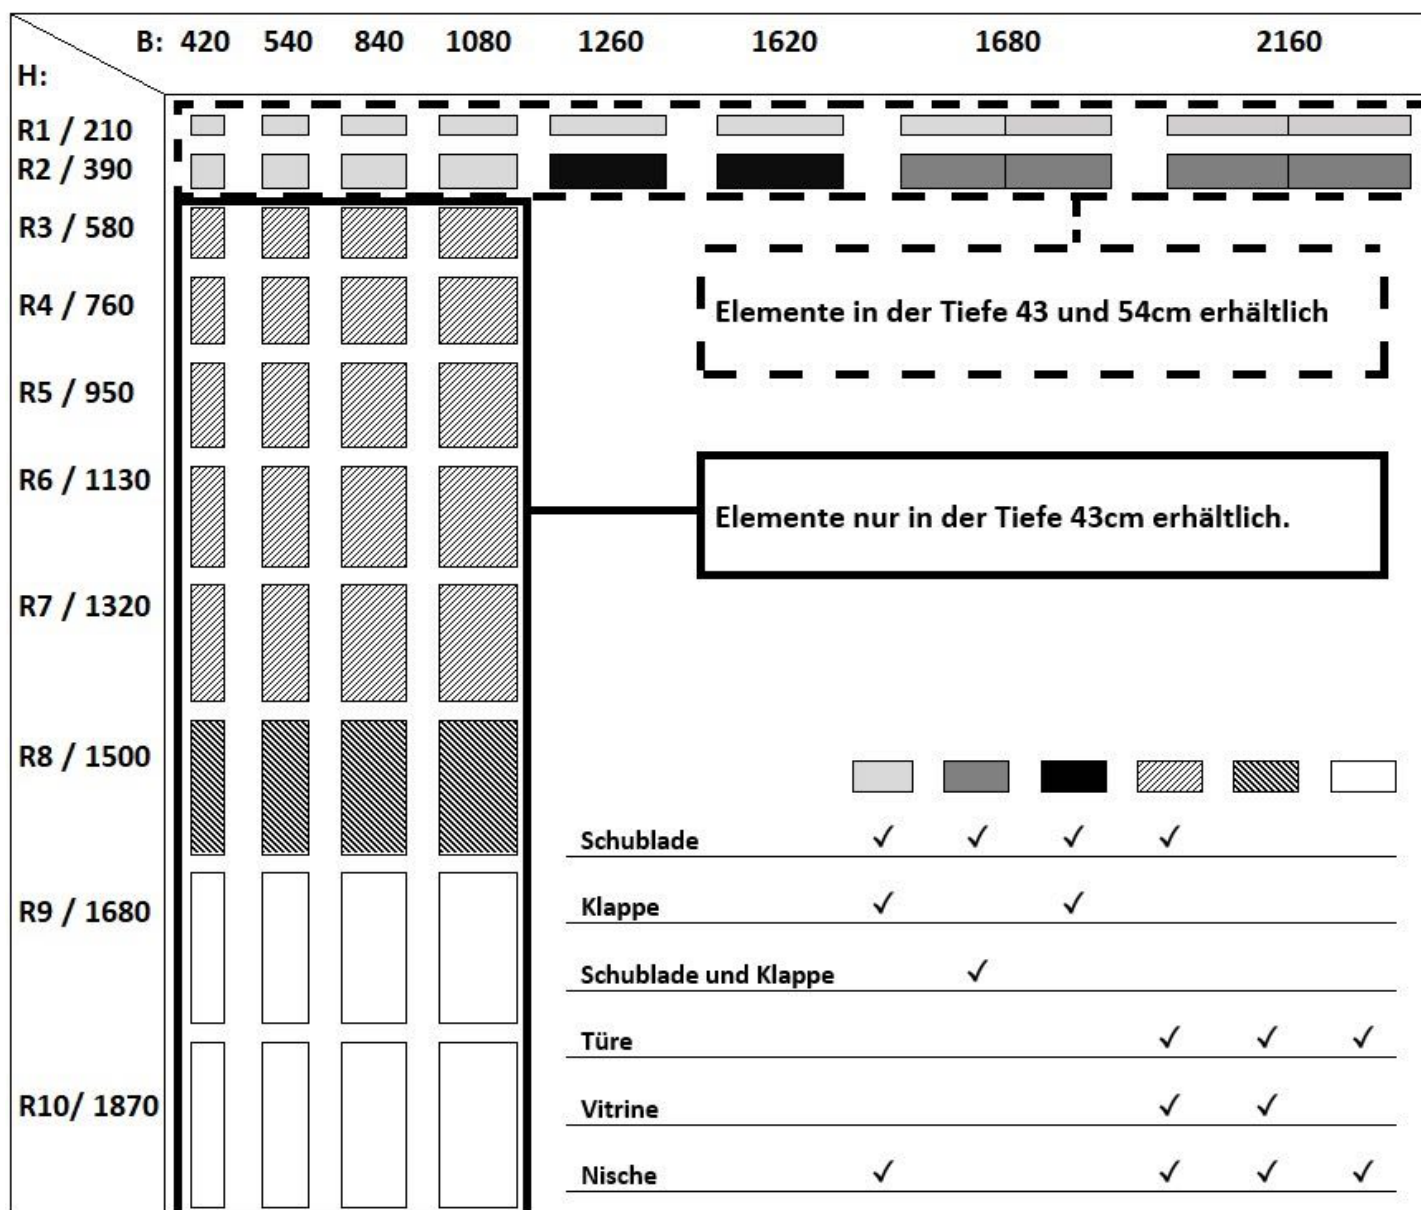 B: 420 540 840 1080 1260 1620 1680 2160
H:
R1 / 210
R2 / 390
R3 / 580
R4 / 760
Elemente in der Tiefe 43 und 54cm erhältlich
R5 / 950
R6 / 1130
Elemente nur in der Tiefe 43cm erhältlich.
R7 / 1320
R8 / 1500
Schublade ✓ ✓ ✓ ✓
R9 / 1680
Klappe ✓ ✓
Schublade und Klappe ✓
Türe ✓ ✓ ✓
R10/ 1870
Vitrine ✓ ✓
Nische ✓ ✓ ✓ ✓